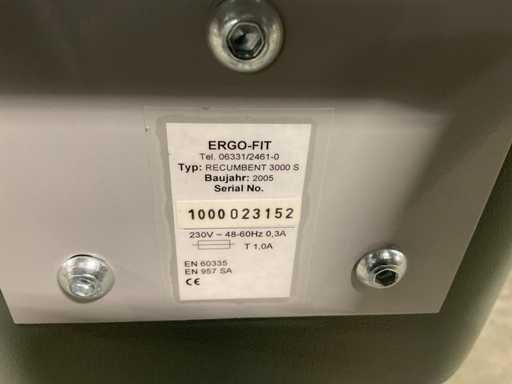 ERGO-FIT
Tel. 06331/2461-0
Typ: RECUMBENT 3000 S
Baujahr: 2005
Serial No.
1000023152
230V ~ 48-60Hz 0,3A
T 1,0A
EN 60335
EN 957 SA
CE